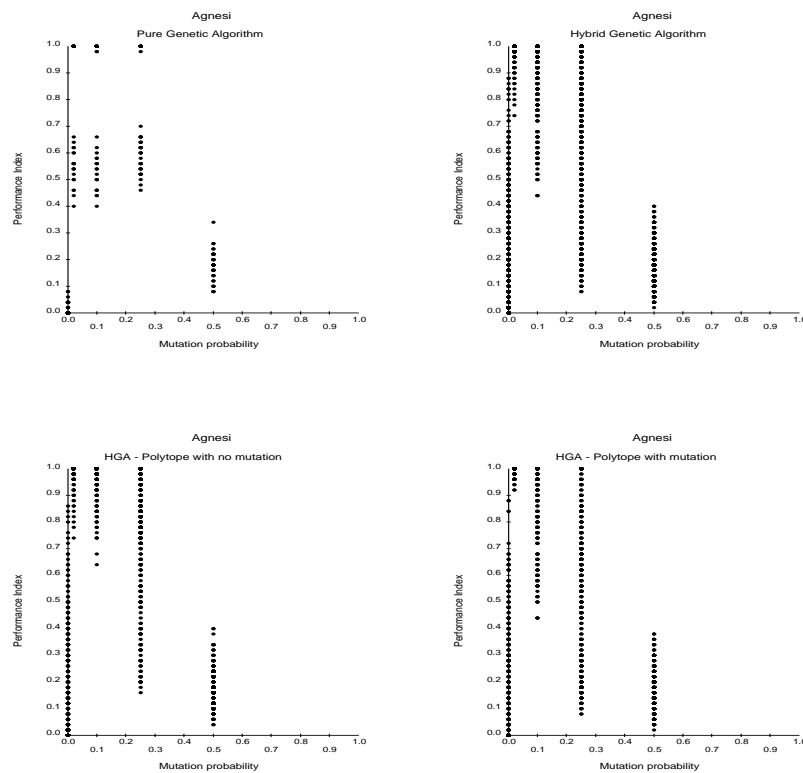 Agnesi
Pure Genetic Algorithm
Performance Index
1.0
0.9
0.8
0.7
0.6
0.5
0.4
0.3
0.2
0.1
0.0
0.0 0.2 0.4 0.6 0.8 1.0
0.1 0.3 0.5 0.7 0.9
Mutation probability
Agnesi
Hybrid Genetic Algorithm
Performance Index
1.0
0.9
0.8
0.7
0.6
0.5
0.4
0.3
0.2
0.1
0.0
0.0 0.2 0.4 0.6 0.8 1.0
0.1 0.3 0.5 0.7 0.9
Mutation probability
Agnesi
HGA - Polytope with no mutation
Performance Index
1.0
0.9
0.8
0.7
0.6
0.5
0.4
0.3
0.2
0.1
0.0
0.0 0.2 0.4 0.6 0.8 1.0
0.1 0.3 0.5 0.7 0.9
Mutation probability
Agnesi
HGA - Polytope with mutation
Performance Index
1.0
0.9
0.8
0.7
0.6
0.5
0.4
0.3
0.2
0.1
0.0
0.0 0.2 0.4 0.6 0.8 1.0
0.1 0.3 0.5 0.7 0.9
Mutation probability